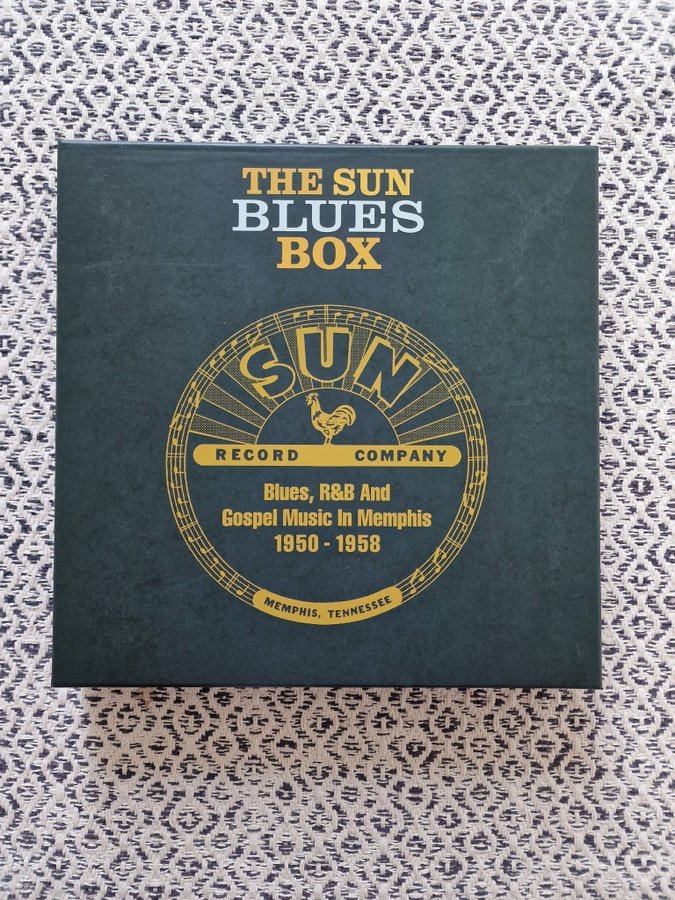 THE SUN
BLUES
BOX
SUN
RECORD COMPANY
Blues, R&B And
Gospel Music In Memphis
1950 - 1958
MEMPHIS, TENNESSEE